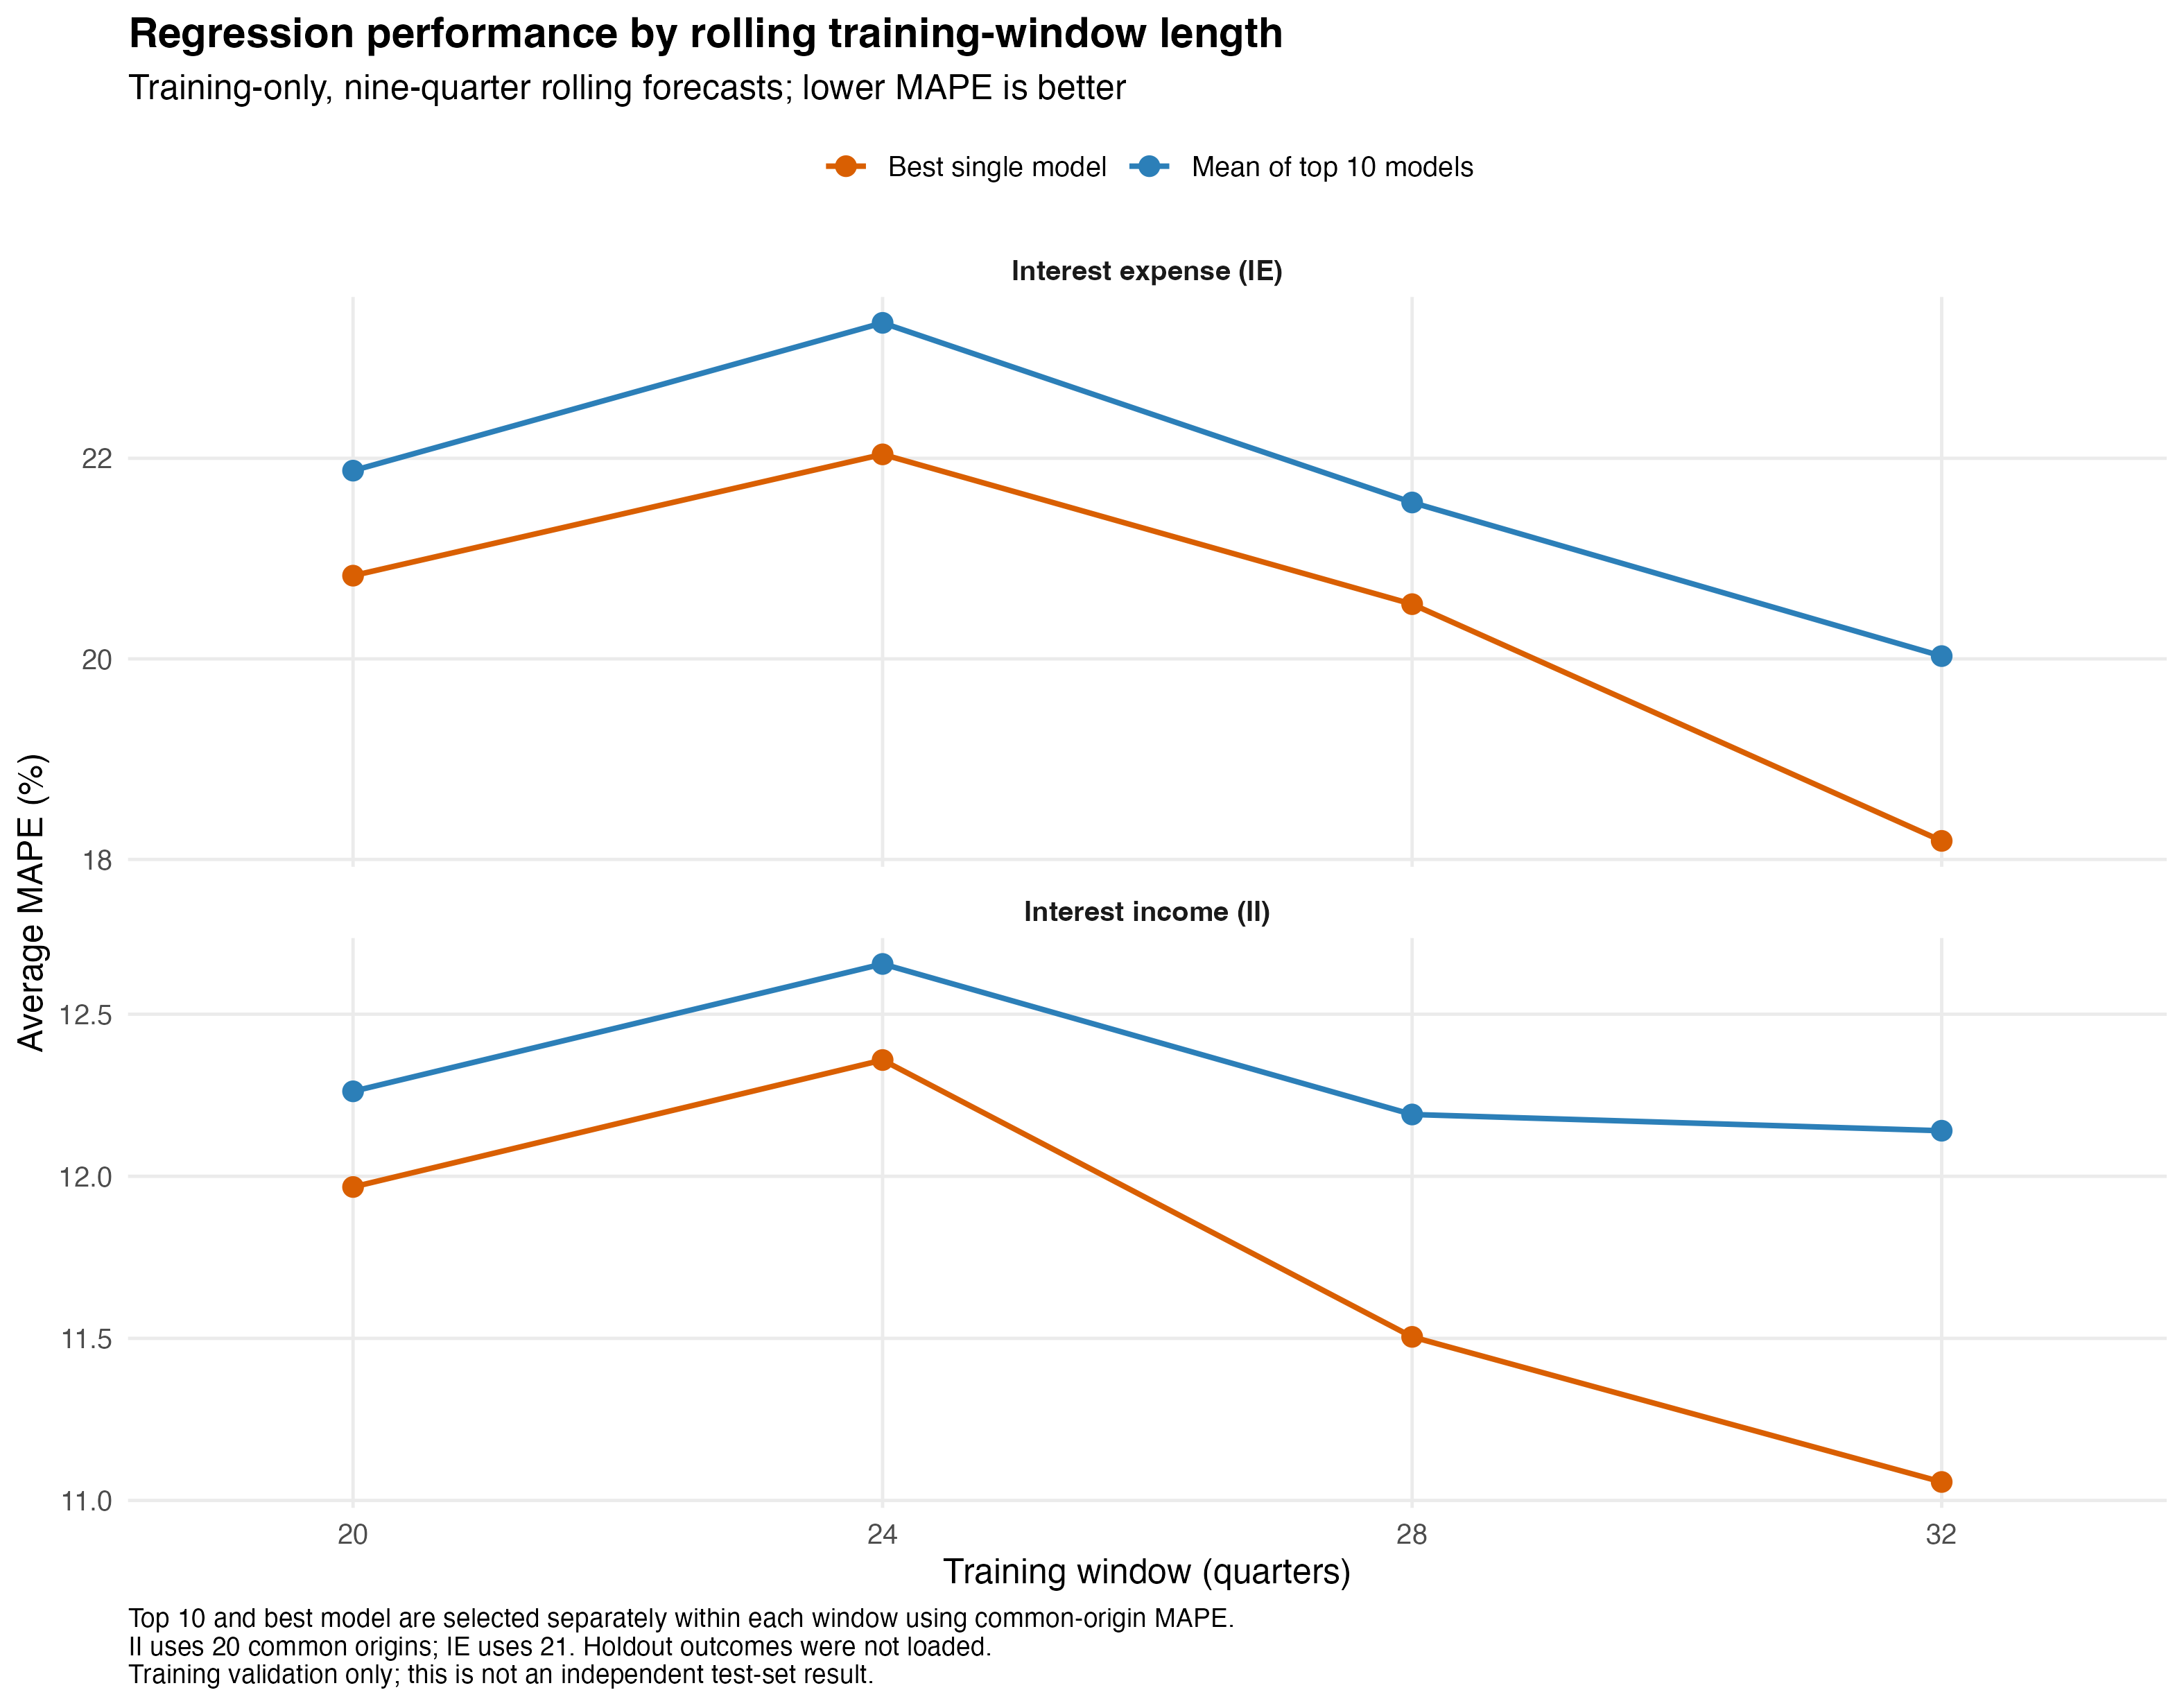 Regression performance by rolling training-window length
Training-only, nine-quarter rolling forecasts; lower MAPE is better
Best single model
Mean of top 10 models
Interest expense (IE)
22
20
18
Average MAPE (%)
Interest income (II)
12.5
12.0
11.5
11.0
20
24
28
32
Training window (quarters)
Top 10 and best model are selected separately within each window using common-origin MAPE.
II uses 20 common origins; IE uses 21. Holdout outcomes were not loaded.
Training validation only; this is not an independent test-set result.